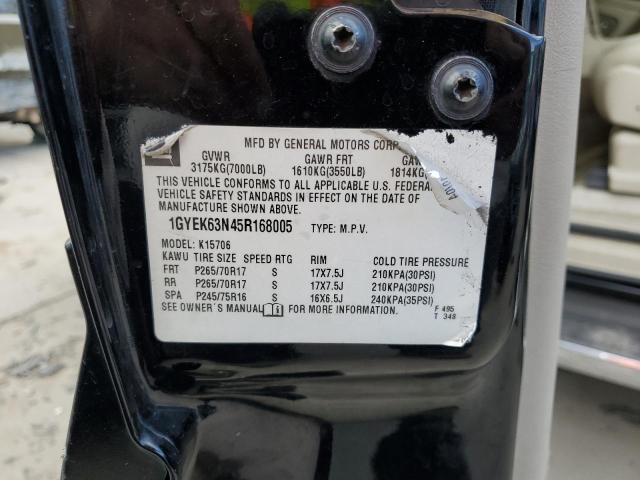 MFD BY GENERAL MOTORS CORP
GVWR GAWR FRT
3175KG(7000LB) 1610KG(3550LB) 1814KG
THIS VEHICLE CONFORMS TO ALL APPLICABLE U.S. FEDERAL
VEHICLE SAFETY STANDARDS IN EFFECT ON THE DATE OF
MANUFACTURE SHOWN ABOVE.
1GYEK63N45R168005 TYPE: M.P.V.
MODEL: K15706
KAWU TIRE SIZE SPEED RTG RIM COLD TIRE PRESSURE
FRT P265/70R17 S 17X7.5J 210KPA(30PSI)
RR P265/70R17 S 17X7.5J 210KPA(30PSI)
SPA P245/75R16 S 16X6.5J 240KPA(35PSI)
SEE OWNER'S MANUAL FOR MORE INFORMATION.
F 495
T 348